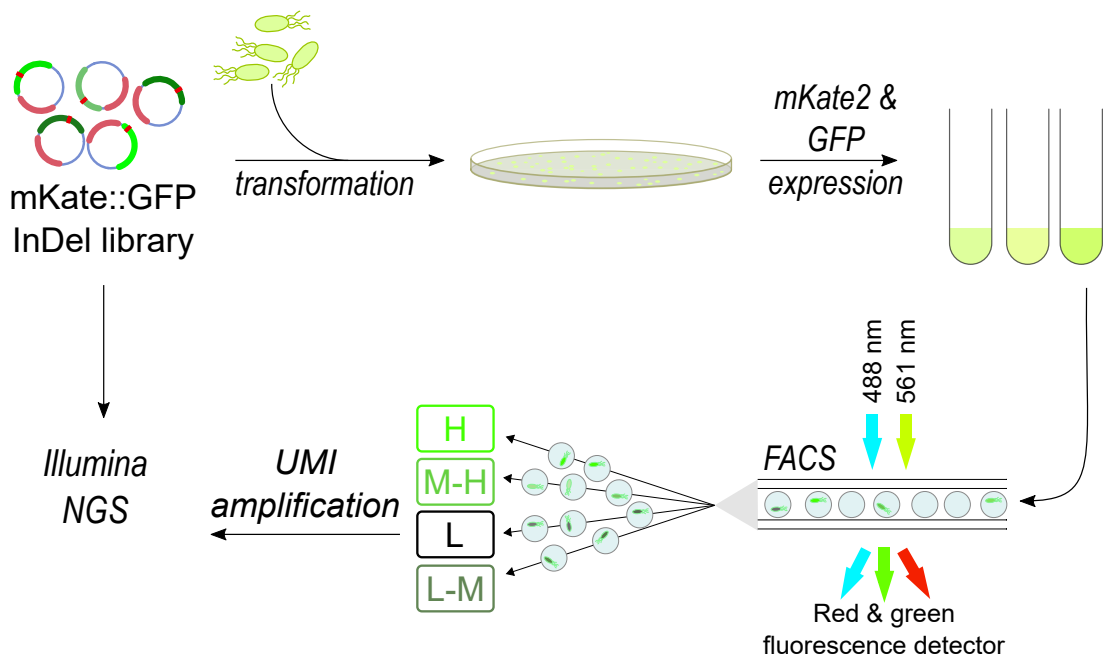 mKate::GFP
InDel library
transformation
mKate2 &
GFP
expression
488 nm
561 nm
FACS
Red & green
fluorescence detector
H
M-H
L
L-M
UMI
amplification
Illumina
NGS